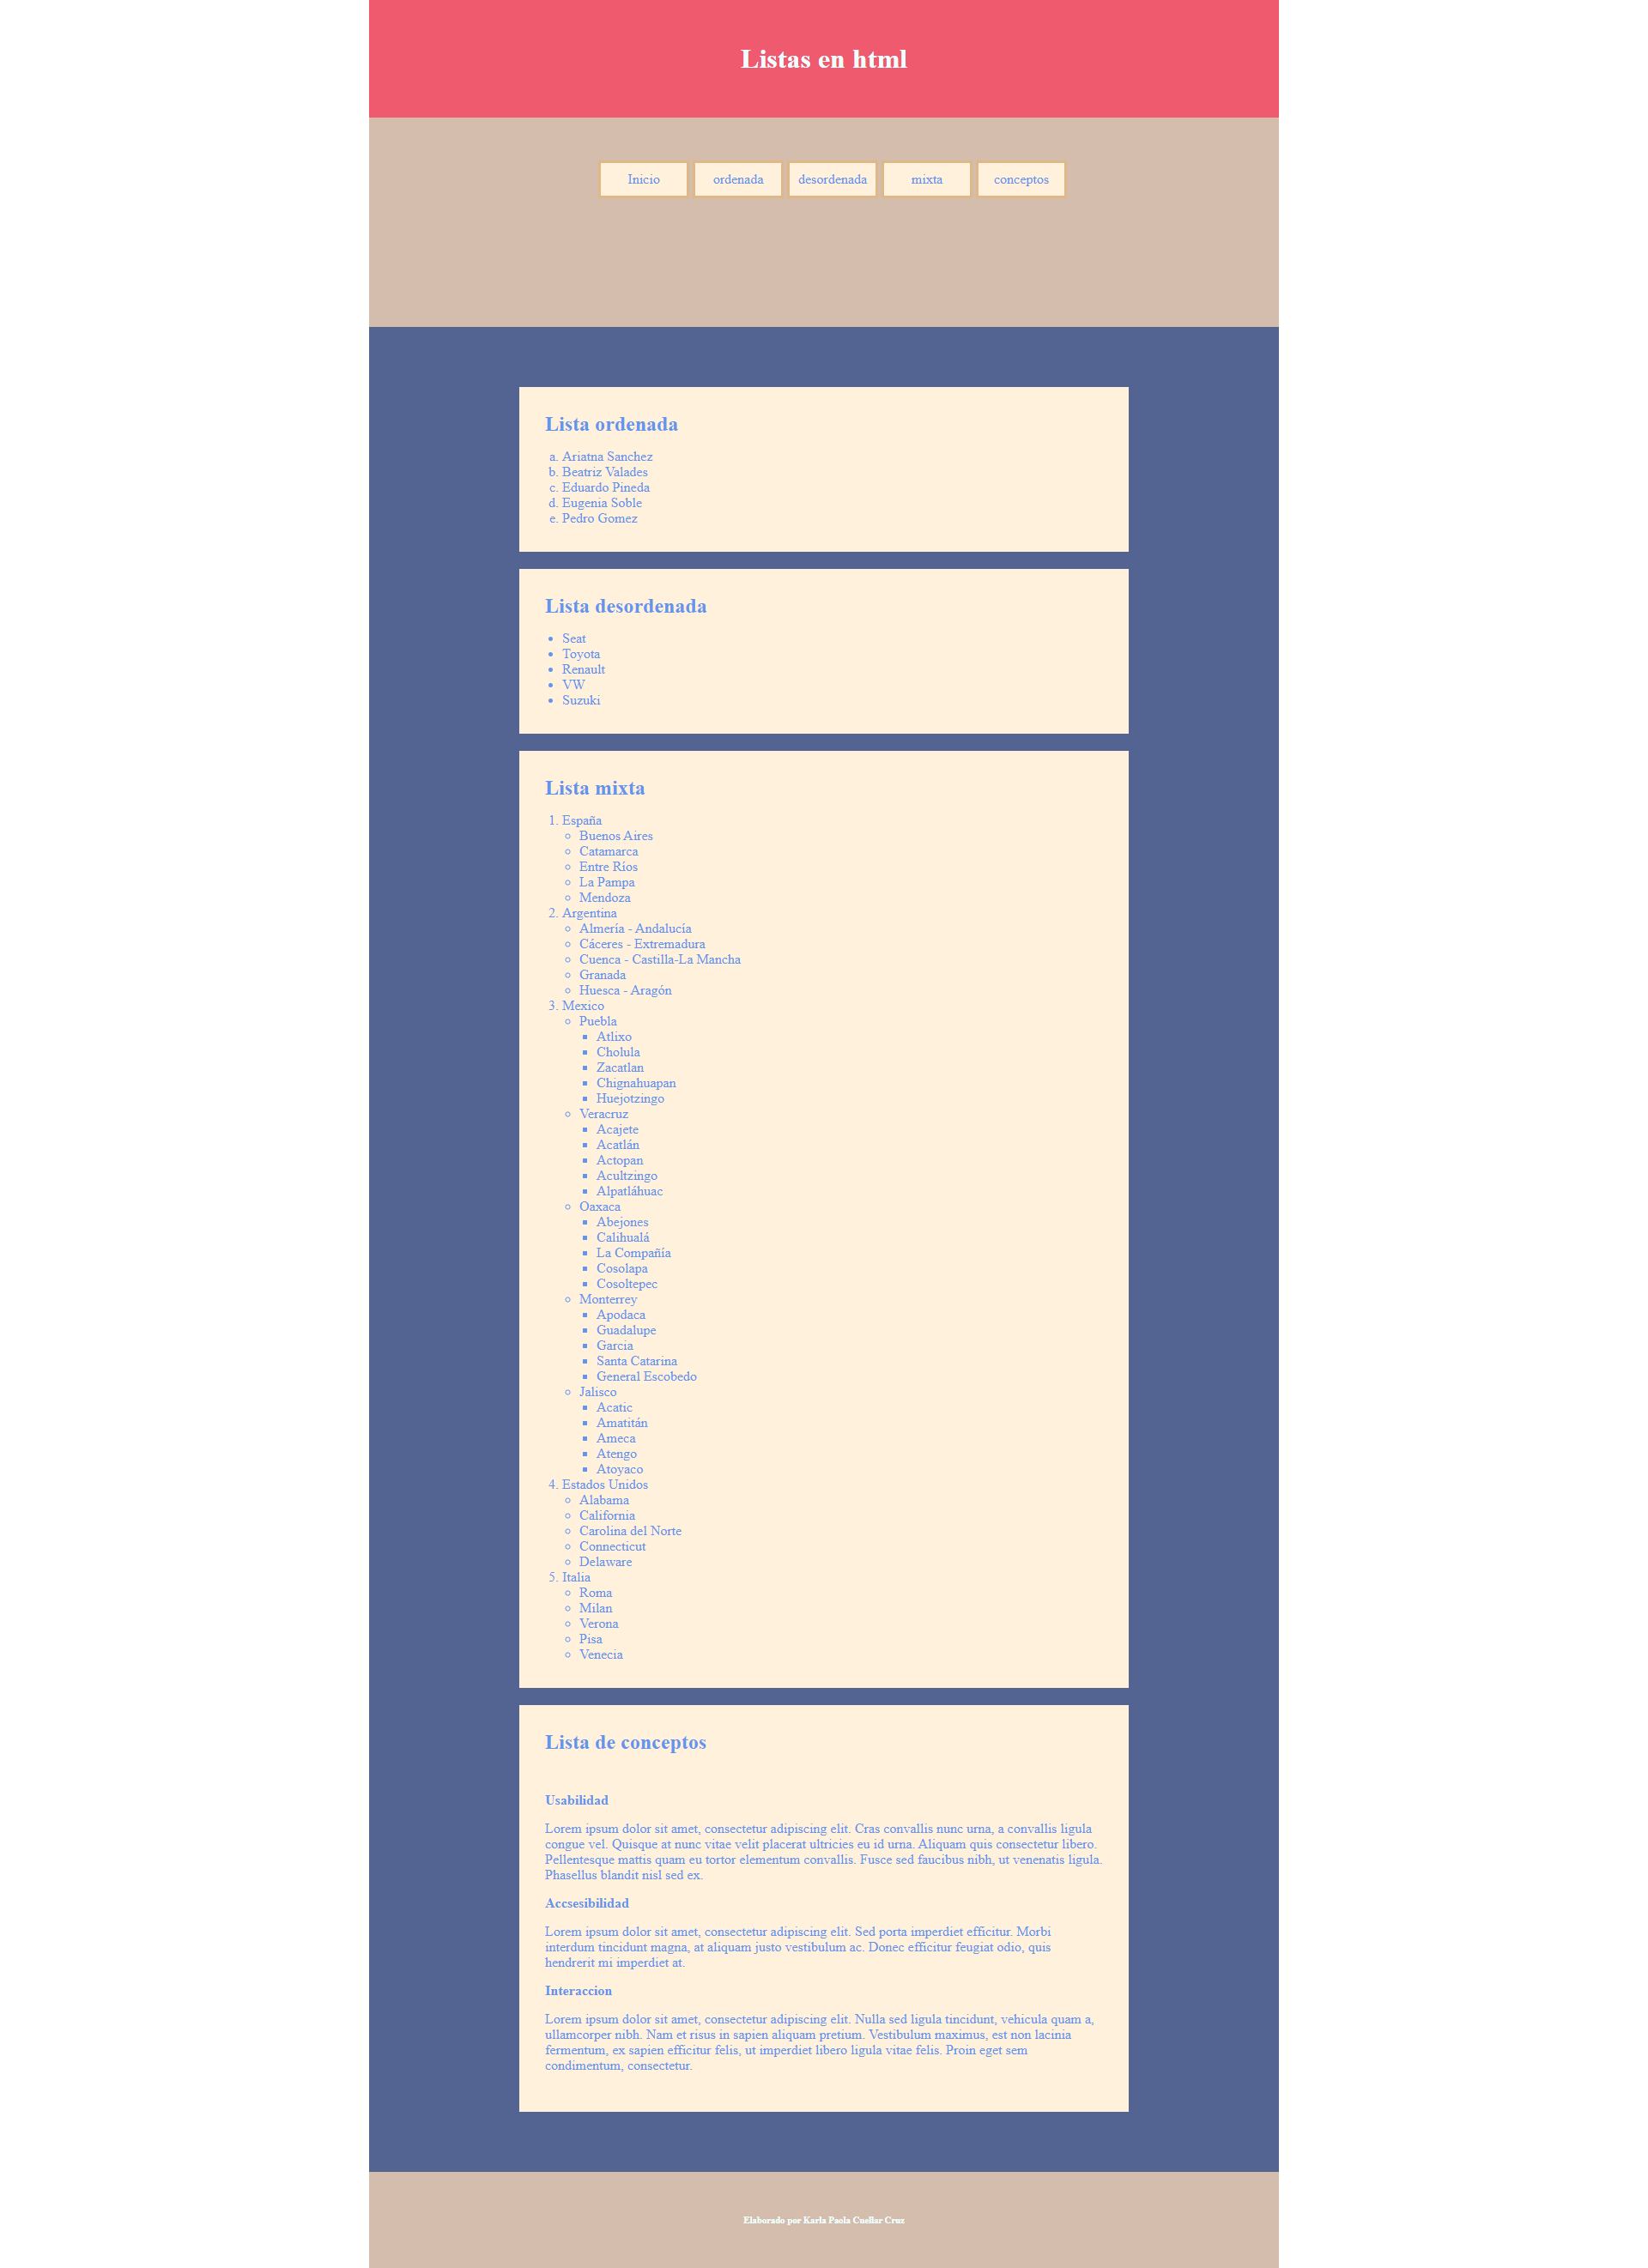 Listas en html
Inicio ordenada desordenada mixta conceptos
Lista ordenada
a. Ariatna Sanchez
b. Beatriz Valades
c. Eduardo Pineda
d. Eugenia Soble
e. Pedro Gomez
Lista desordenada
• Seat
• Toyota
• Renault
• VW
• Suzuki
Lista mixta
1. España
◦ Buenos Aires
◦ Catamarca
◦ Entre Ríos
◦ La Pampa
◦ Mendoza
2. Argentina
◦ Almería - Andalucía
◦ Cáceres - Extremadura
◦ Cuenca - Castilla-La Mancha
◦ Granada
◦ Huesca - Aragón
3. Mexico
◦ Puebla
▪ Atlixo
▪ Cholula
▪ Zacatlan
▪ Chignahuapan
▪ Huejotzingo
◦ Veracruz
▪ Acajete
▪ Acatlán
▪ Actopan
▪ Acultzingo
▪ Alpatláhuac
◦ Oaxaca
▪ Abejones
▪ Calihualá
▪ La Compañía
▪ Cosolapa
▪ Cosoltepec
◦ Monterrey
▪ Apodaca
▪ Guadalupe
▪ Garcia
▪ Santa Catarina
▪ General Escobedo
◦ Jalisco
▪ Acatic
▪ Amatitán
▪ Ameca
▪ Atengo
▪ Atoyaco
4. Estados Unidos
◦ Alabama
◦ California
◦ Carolina del Norte
◦ Connecticut
◦ Delaware
5. Italia
◦ Roma
◦ Milan
◦ Verona
◦ Pisa
◦ Venecia
Lista de conceptos
Usabilidad
Lorem ipsum dolor sit amet, consectetur adipiscing elit. Cras convallis nunc urna, a convallis ligula
congue vel. Quisque at nunc vitae velit placerat ultricies eu id urna. Aliquam quis consectetur libero.
Pellentesque mattis quam eu tortor elementum convallis. Fusce sed faucibus nibh, ut venenatis ligula.
Phasellus blandit nisl sed ex.
Accsesibilidad
Lorem ipsum dolor sit amet, consectetur adipiscing elit. Sed porta imperdiet efficitur. Morbi
interdum tincidunt magna, at aliquam justo vestibulum ac. Donec efficitur feugiat odio, quis
hendrerit mi imperdiet at.
Interaccion
Lorem ipsum dolor sit amet, consectetur adipiscing elit. Nulla sed ligula tincidunt, vehicula quam a,
ullamcorper nibh. Nam et risus in sapien aliquam pretium. Vestibulum maximus, est non lacinia
fermentum, ex sapien efficitur felis, ut imperdiet libero ligula vitae felis. Proin eget sem
condimentum, consectetur.
Elaborado por Karla Paola Cuellar Cruz